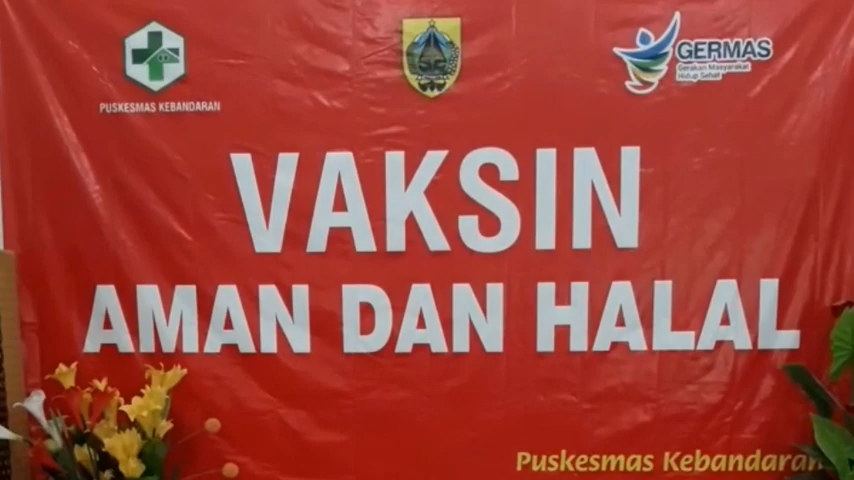 PUSKESMAS KEBANDARAN
GERMAS
Gerakan Masyarakat
Hidup Sehat
VAKSIN
AMAN DAN HALAL
Puskesmas Kebandaran